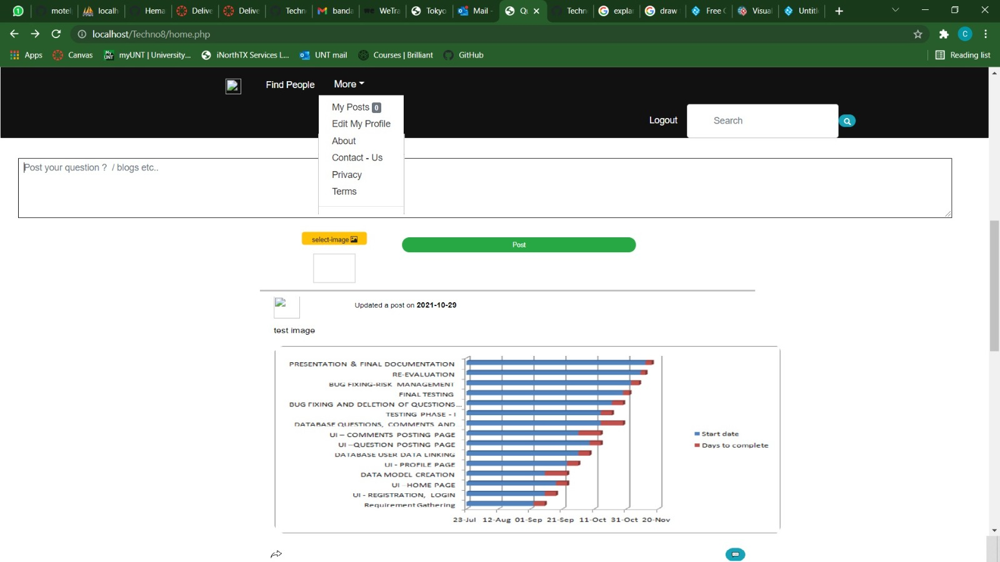 motel localh Hema Delive Delive Techn banda WeTra Tokyo Mail - Qu Techn explar draw Free C Visual Untitl
localhost/Techno8/home.php
Apps Canvas myUNT | University... iNorthTX Services L... UNT mail Courses | Brilliant GitHub Reading list
Find People More
My Posts 0
Edit My Profile
Logout Search
About
Contact - Us
Post your question ? / blogs etc..
Privacy
Terms
select-image Post
Updated a post on 2021-10-29
test image
PRESENTATION & FINAL DOCUMENTATION
RE-EVALUATION
BUG FIXING-RISK MANAGEMENT
FINAL TESTING
BUG FIXING AND DELETION OF QUESTIONS...
TESTING PHASE - I
DATABASE QUESTIONS, COMMENTS AND
UI – COMMENTS POSTING PAGE
UI –QUESTION POSTING PAGE
DATABASE USER DATA LINKING
UI - PROFILE PAGE
DATA MODEL CREATION
UI –HOME PAGE
UI - REGISTRATION, LOGIN
Requirement Gathering
Start date
Days to complete
23-Jul 12-Aug 01-Sep 21-Sep 11-Oct 31-Oct 20-Nov